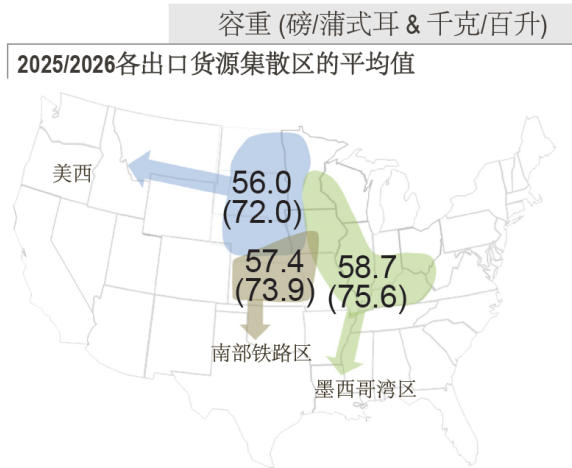 容重 (磅/蒲式耳 & 千克/百升)
2025/2026各出口货源集散区的平均值
美西
56.0
(72.0)
57.4
(73.9)
58.7
(75.6)
南部铁路区
墨西哥湾区